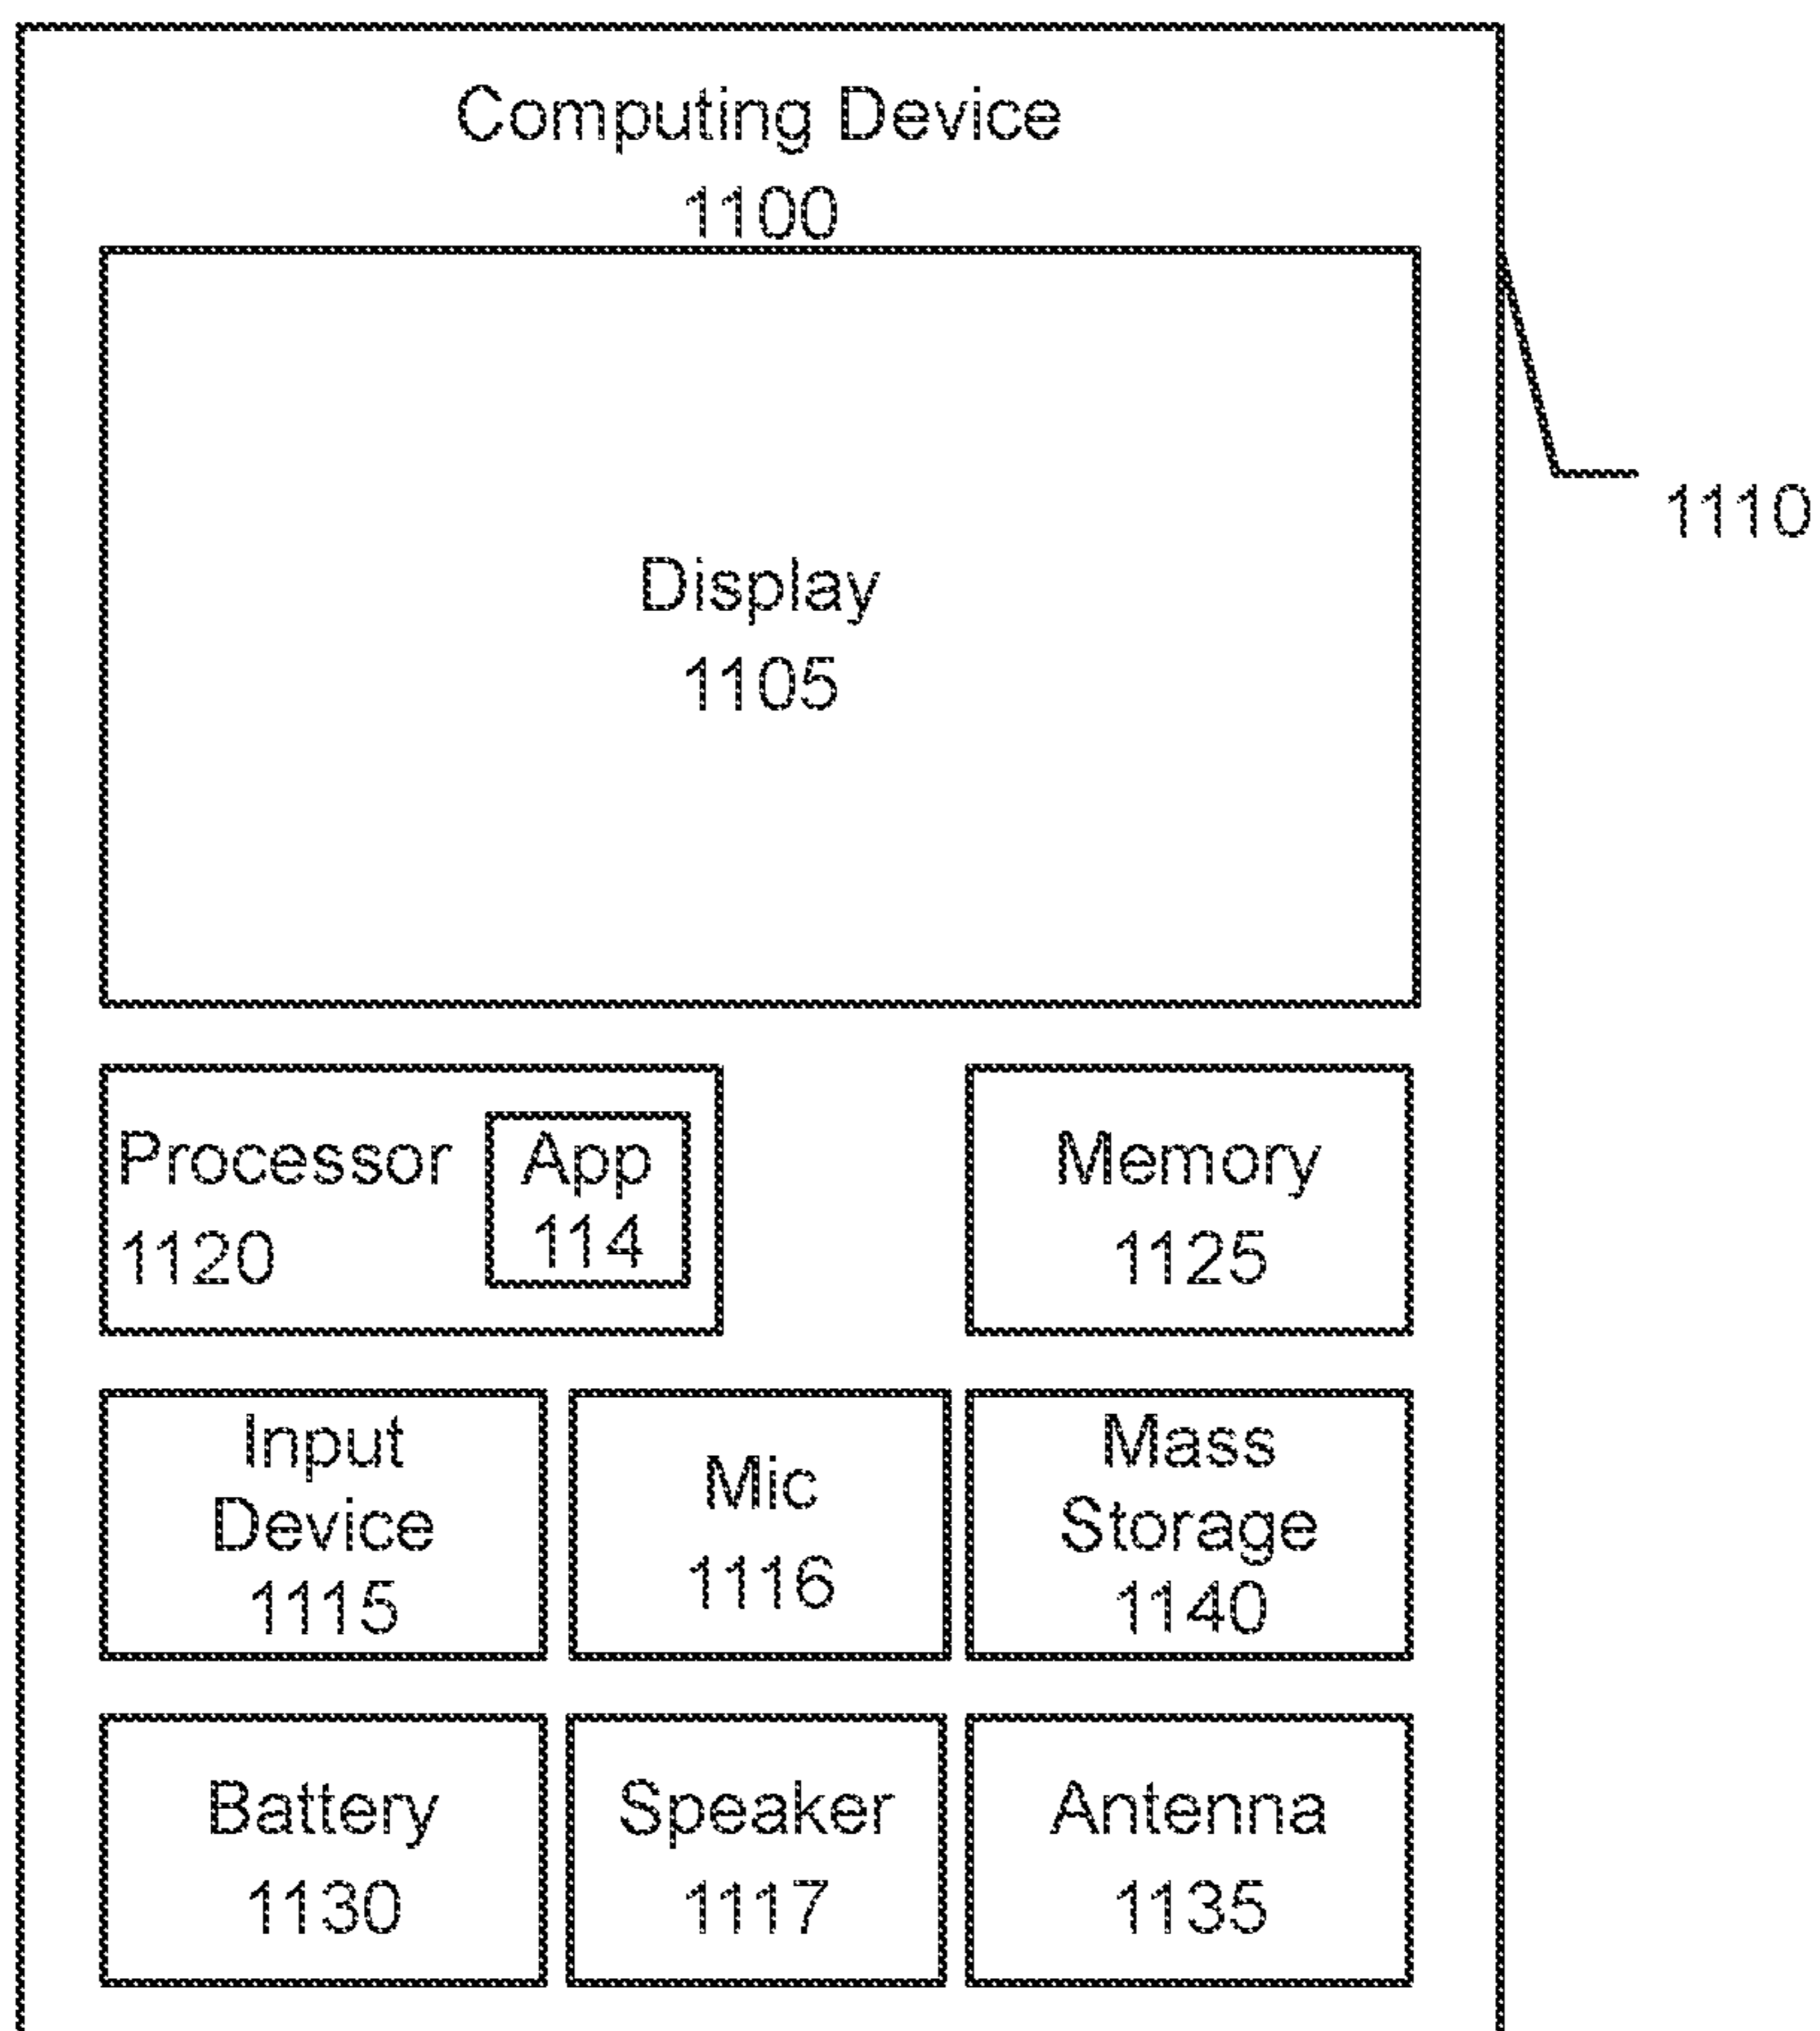 Computing Device
1100
1110
Display
1105
Processor
1120
App
114
Memory
1125
Input
Device
1115
Mic
1116
Mass
Storage
1140
Battery
1130
Speaker
1117
Antenna
1135